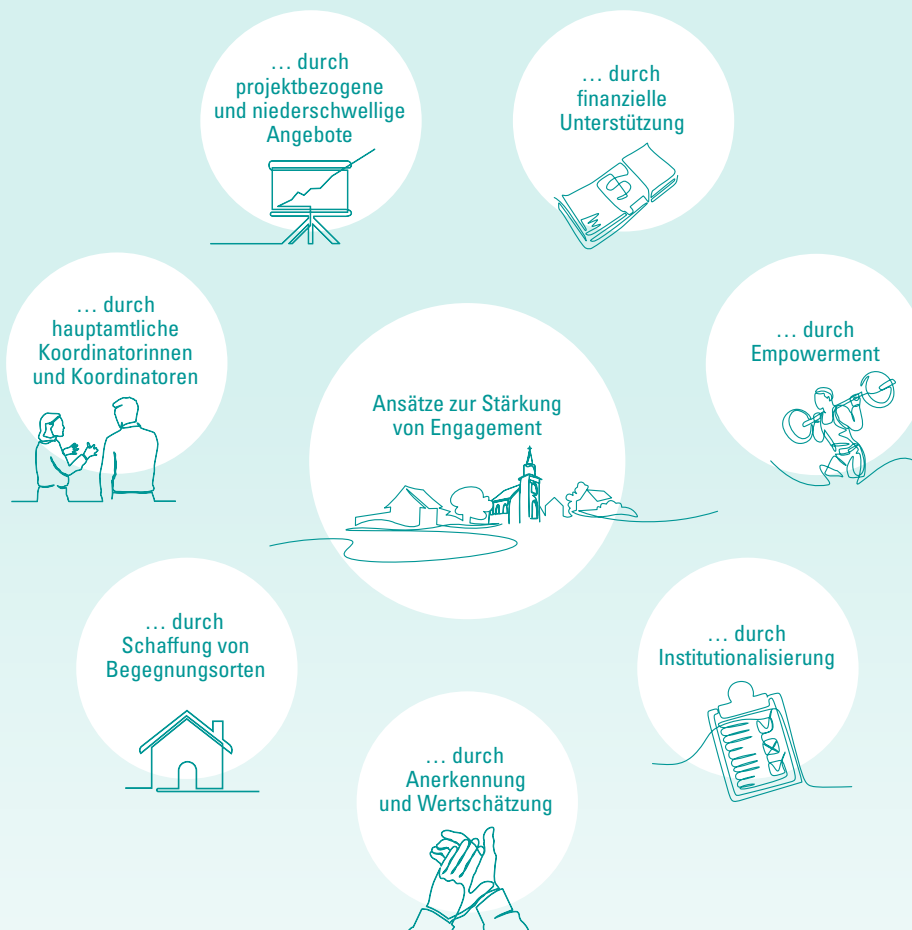 … durch
projektbezogene
und niederschwellige
Angebote
… durch
finanzielle
Unterstützung
… durch
hauptamtliche
Koordinatorinnen
und Koordinatoren
… durch
Empowerment
Ansätze zur Stärkung
von Engagement
… durch
Schaffung von
Begegnungsorten
… durch
Institutionalisierung
… durch
Anerkennung
und Wertschätzung